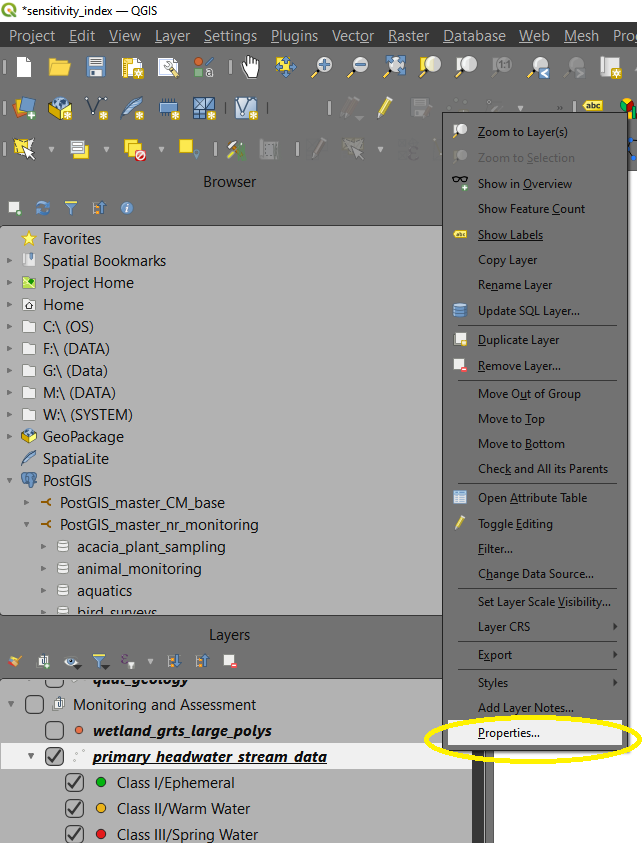 *sensitivity_index — QGIS
Project Edit View Layer Settings Plugins Vector Raster Database Web Mesh Pro
1:1
abc
Browser
Favorites
Spatial Bookmarks
Project Home
Home
C:\ (OS)
F:\ (DATA)
G:\ (Data)
M:\ (DATA)
W:\ (SYSTEM)
GeoPackage
SpatiaLite
PostGIS
PostGIS_master_CM_base
PostGIS_master_nr_monitoring
acacia_plant_sampling
animal_monitoring
aquatics
bird_surveys
Layers
quat_geology
Monitoring and Assessment
wetland_grts_large_polys
primary_headwater_stream_data
Class I/Ephemeral
Class II/Warm Water
Class III/Spring Water
Zoom to Layer(s)
Zoom to Selection
Show in Overview
Show Feature Count
abc Show Labels
Copy Layer
Rename Layer
Update SQL Layer...
Duplicate Layer
Remove Layer...
Move Out of Group
Move to Top
Move to Bottom
Check and All its Parents
Open Attribute Table
Toggle Editing
Filter...
Change Data Source...
Set Layer Scale Visibility...
Layer CRS
Export
Styles
Add Layer Notes...
Properties...